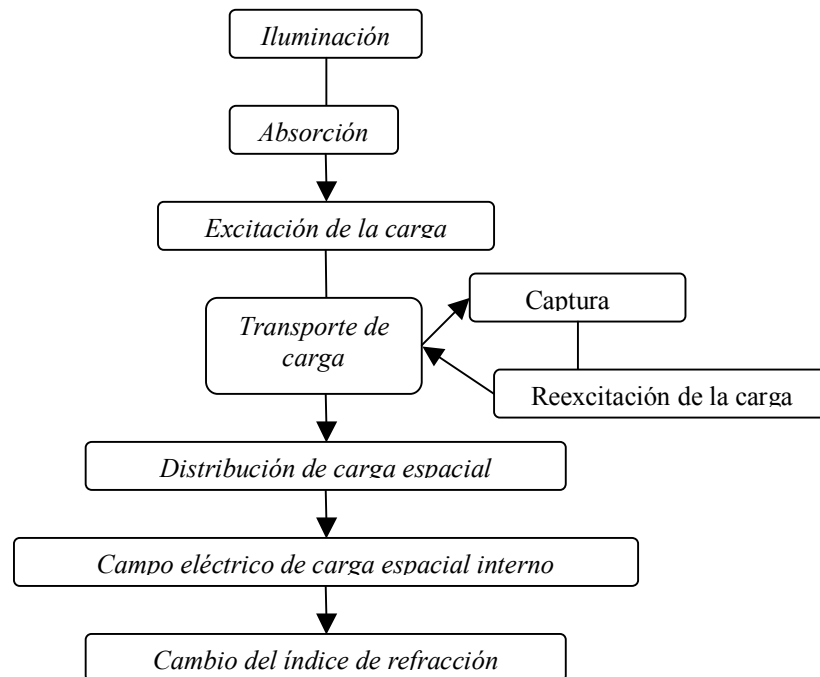 Iluminación
Absorción
Excitación de la carga
Transporte de
carga
Captura
Reexcitación de la carga
Distribución de carga espacial
Campo eléctrico de carga espacial interno
Cambio del índice de refracción